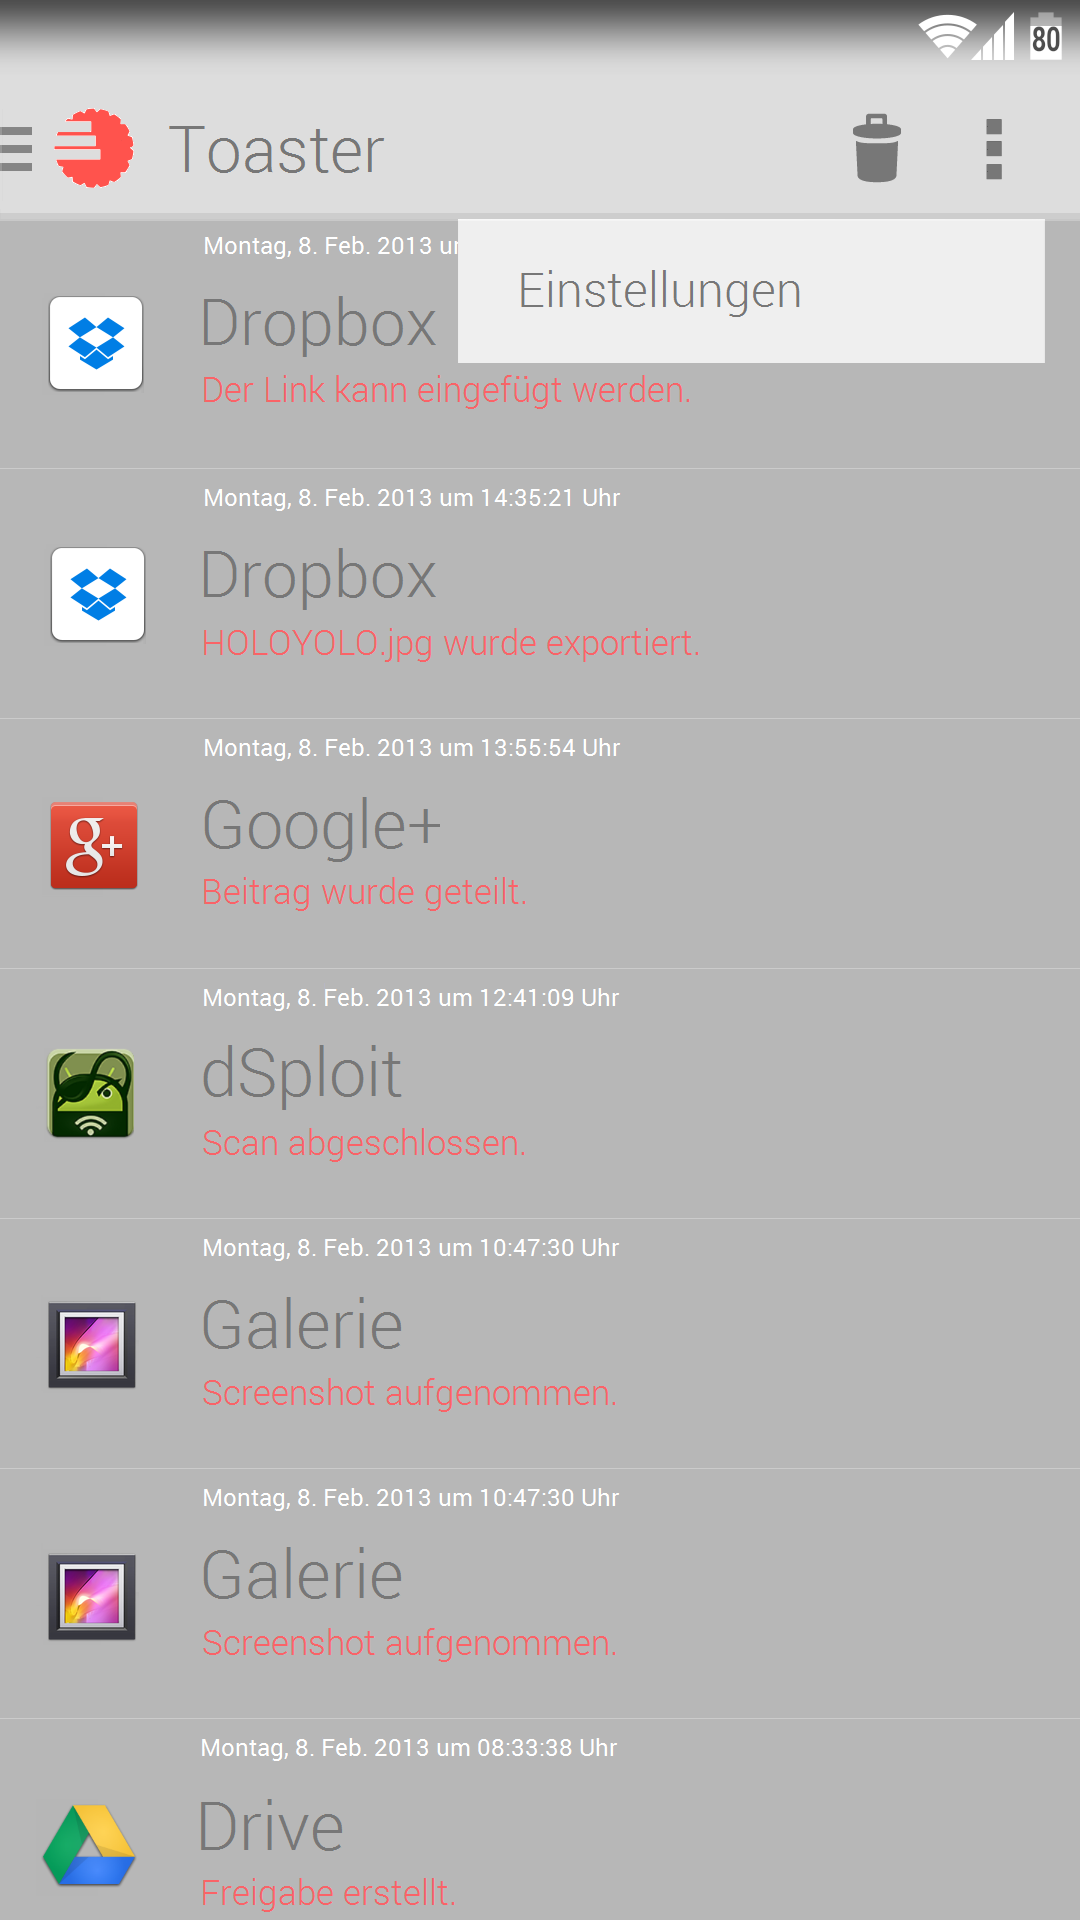 80
Toaster
Montag, 8. Feb. 2013
Einstellungen
Dropbox
Der Link kann eingefügt werden.
Montag, 8. Feb. 2013 um 14:35:21 Uhr
Dropbox
HOLOYOLO.jpg wurde exportiert.
Montag, 8. Feb. 2013 um 13:55:54 Uhr
Google+
Beitrag wurde geteilt.
Montag, 8. Feb. 2013 um 12:41:09 Uhr
dSploit
Scan abgeschlossen.
Montag, 8. Feb. 2013 um 10:47:30 Uhr
Galerie
Screenshot aufgenommen.
Montag, 8. Feb. 2013 um 10:47:30 Uhr
Galerie
Screenshot aufgenommen.
Montag, 8. Feb. 2013 um 08:33:38 Uhr
Drive
Freigabe erstellt.